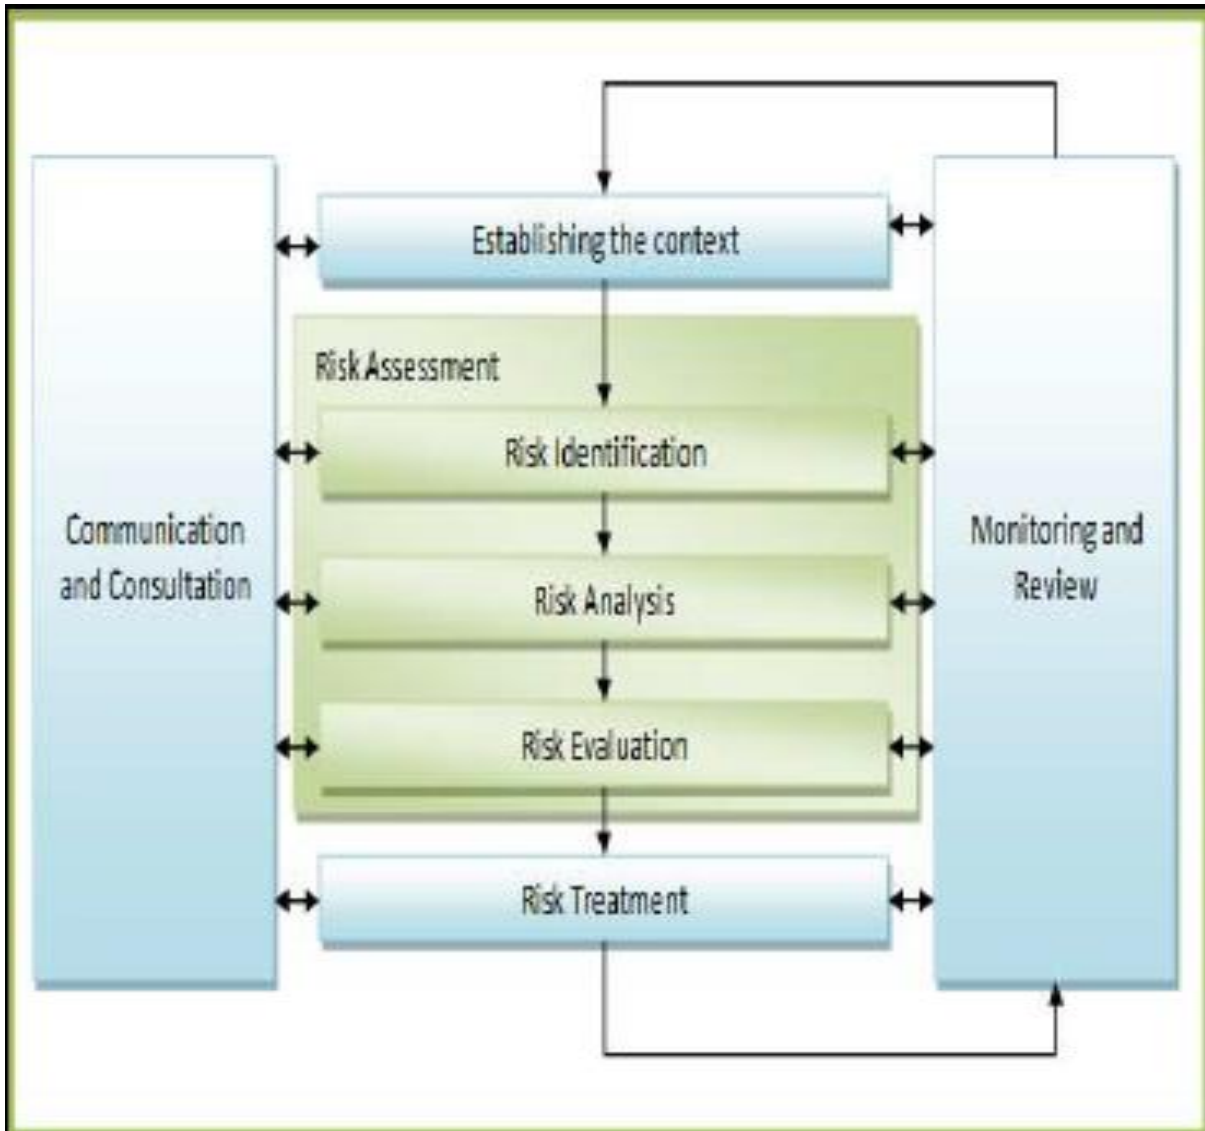 Establishing the context
Risk Assessment
Risk Identification
Communication
and Consultation
Monitoring and
Review
Risk Analysis
Risk Evaluation
Risk Treatment